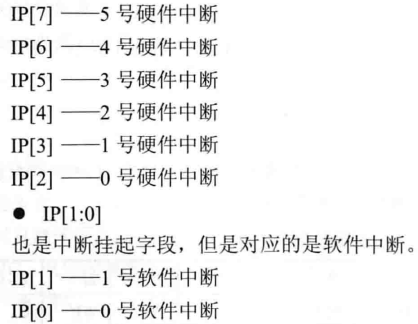 IP[7] ——5 号硬件中断
IP[6] ——4 号硬件中断
IP[5] ——3 号硬件中断
IP[4] ——2 号硬件中断
IP[3] ——1 号硬件中断
IP[2] ——0 号硬件中断
● IP[1:0]
也是中断挂起字段，但是对应的是软件中断。
IP[1] ——1 号软件中断
IP[0] ——0 号软件中断